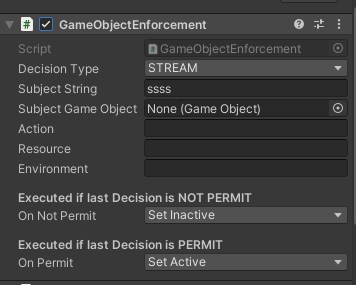 GameObjectEnforcement
Script GameObjectEnforcement
Decision Type STREAM
Subject String ssss
Subject Game Object None (Game Object)
Action
Resource
Environment
Executed if last Decision is NOT PERMIT
On Not Permit Set Inactive
Executed if last Decision is PERMIT
On Permit Set Active